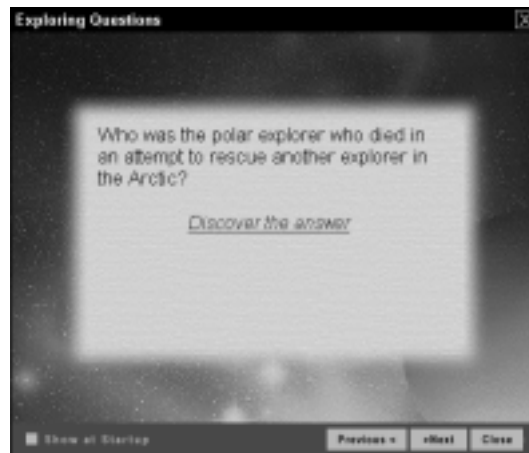 Exploring Questions
Who was the polar explorer who died in
an attempt to rescue another explorer in
the Arctic?
Discover the answer
Show at Startup
Previous «
»Next
Close